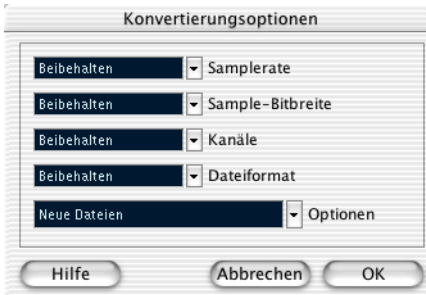 Konvertierungsoptionen
Beibehalten Samplerate
Beibehalten Sample-Bitbreite
Beibehalten Kanäle
Beibehalten Dateiformat
Neue Dateien Optionen
Hilfe Abbrechen OK